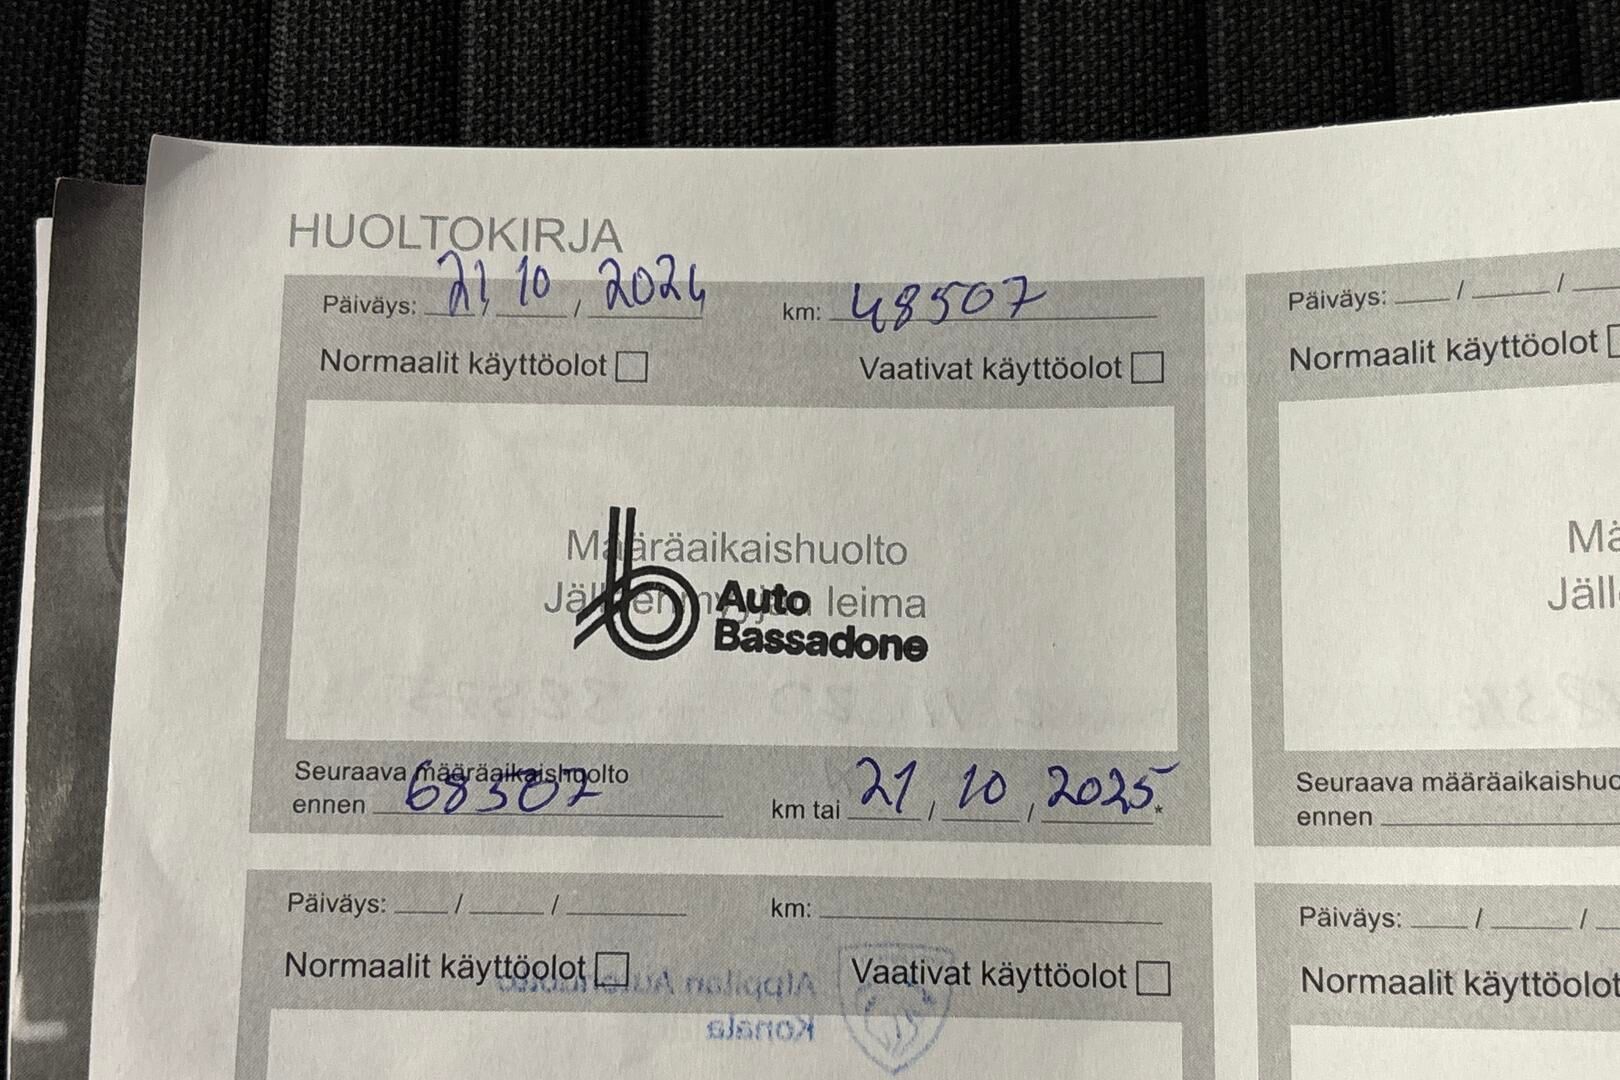 HUOLTOKIRJA
Päiväys: 21, 10, 2024 km: 48507
Normaalit käyttöolot Vaativat käyttöolot
Määräaikaishuolto
Jälleenmyyjän leima
Auto
Bassadone
Seuraava määräaikaishuolto
ennen 68507 km tai 21, 10, 2025.*
Päiväys: / / km:
Normaalit käyttöolot Vaativat käyttöolot
Konala
Päiväys: / /
Normaalit käyttöolot
Seuraava
ennen
Päiväys: / /
Normaalit käyttöolot